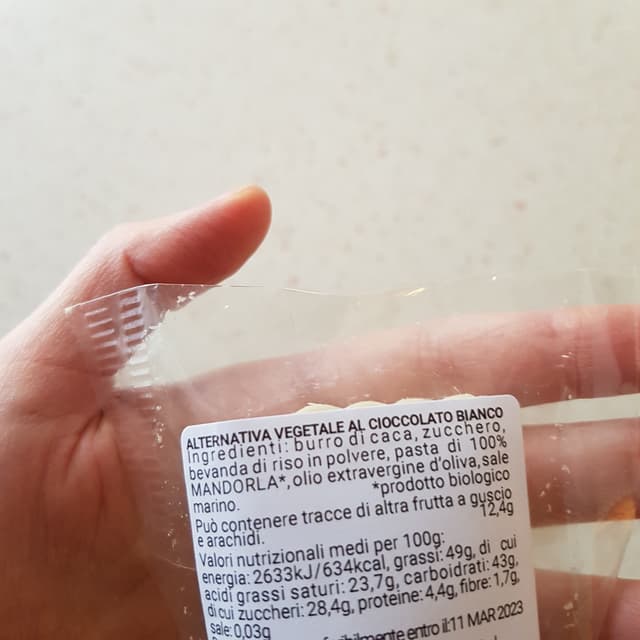 ALTERNATIVA VEGETALE AL CIOCCOLATO BIANCO
Ingredienti: burro di caca, zucchero,
bevanda di riso in polvere, pasta di 100%
MANDORLA*, olio extravergine d'oliva, sale
marino. *prodotto biologico
Può contenere tracce di altra frutta a guscio
e arachidi. 12,4g
Valori nutrizionali medi per 100g:
energia: 2633kJ/634kcal, grassi: 49g, di cui
acidi grassi saturi: 23,7g, carboidrati: 43g,
di cui zuccheri: 28,4g, proteine: 4,4g, fibre: 1,7g,
sale: 0,03g
entro il:11 MAR 2023